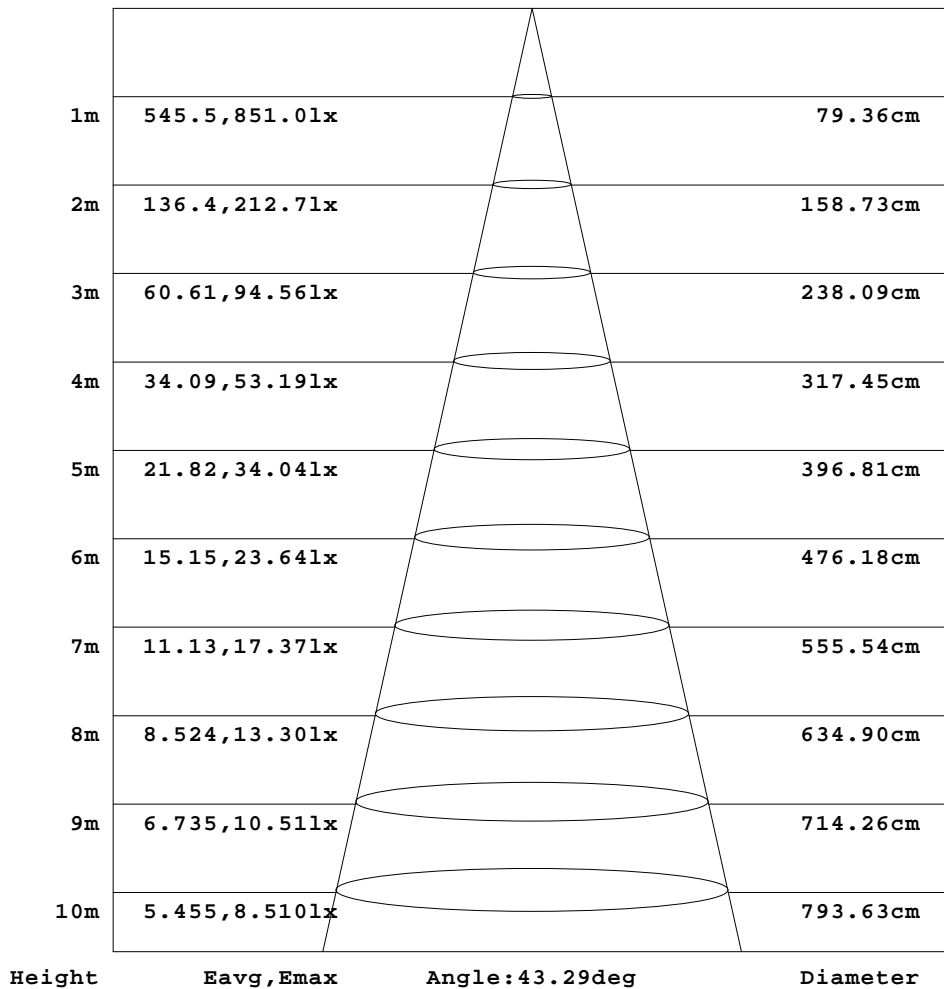 1m 545.5,851.0lx 79.36cm
2m 136.4,212.7lx 158.73cm
3m 60.61,94.56lx 238.09cm
4m 34.09,53.19lx 317.45cm
5m 21.82,34.04lx 396.81cm
6m 15.15,23.64lx 476.18cm
7m 11.13,17.37lx 555.54cm
8m 8.524,13.30lx 634.90cm
9m 6.735,10.51lx 714.26cm
10m 5.455,8.510lx 793.63cm
Height Eavg,Emax Angle:43.29deg Diameter